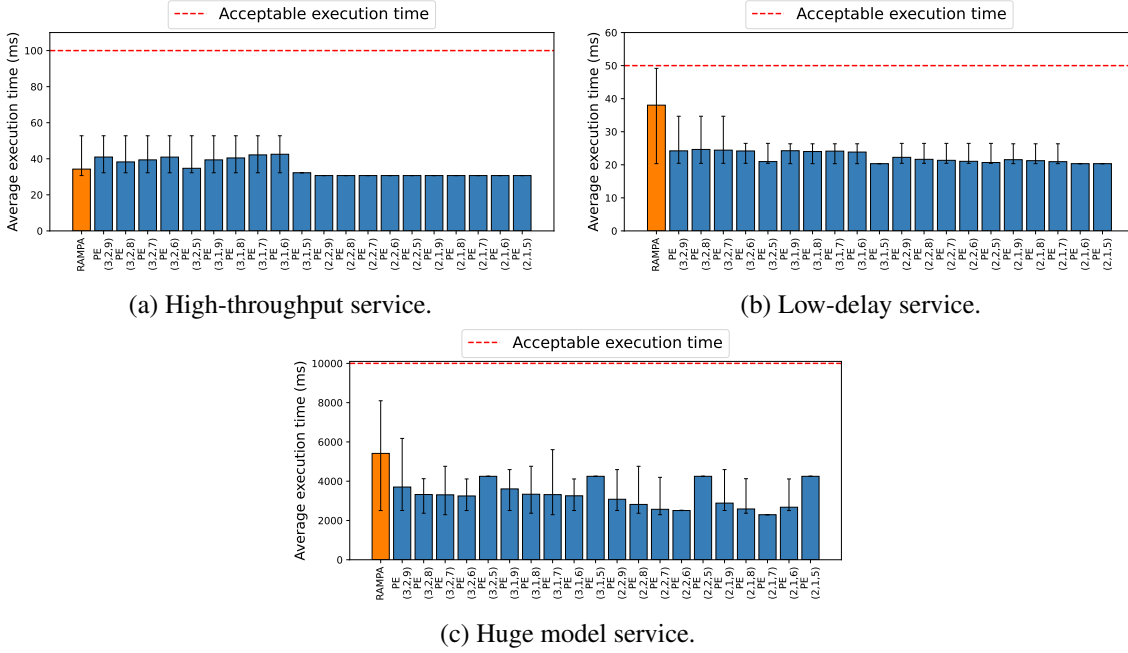 Acceptable execution time
Average execution time (ms)
100
80
60
40
20
0
RAMPA
PE (3,2,9)
PE (3,2,8)
PE (3,2,7)
PE (3,2,6)
PE (3,2,5)
PE (3,1,9)
PE (3,1,8)
PE (3,1,7)
PE (3,1,6)
PE (3,1,5)
PE (2,2,9)
PE (2,2,8)
PE (2,2,7)
PE (2,2,6)
PE (2,2,5)
PE (2,1,9)
PE (2,1,8)
PE (2,1,7)
PE (2,1,6)
PE (2,1,5)
(a) High-throughput service.
Acceptable execution time
Average execution time (ms)
60
50
40
30
20
10
0
RAMPA
PE (3,2,9)
PE (3,2,8)
PE (3,2,7)
PE (3,2,6)
PE (3,2,5)
PE (3,1,9)
PE (3,1,8)
PE (3,1,7)
PE (3,1,6)
PE (3,1,5)
PE (2,2,9)
PE (2,2,8)
PE (2,2,7)
PE (2,2,6)
PE (2,2,5)
PE (2,1,9)
PE (2,1,8)
PE (2,1,7)
PE (2,1,6)
PE (2,1,5)
(b) Low-delay service.
Acceptable execution time
Average execution time (ms)
10000
8000
6000
4000
2000
0
RAMPA
PE (3,2,9)
PE (3,2,8)
PE (3,2,7)
PE (3,2,6)
PE (3,2,5)
PE (3,1,9)
PE (3,1,8)
PE (3,1,7)
PE (3,1,6)
PE (3,1,5)
PE (2,2,9)
PE (2,2,8)
PE (2,2,7)
PE (2,2,6)
PE (2,2,5)
PE (2,1,9)
PE (2,1,8)
PE (2,1,7)
PE (2,1,6)
PE (2,1,5)
(c) Huge model service.